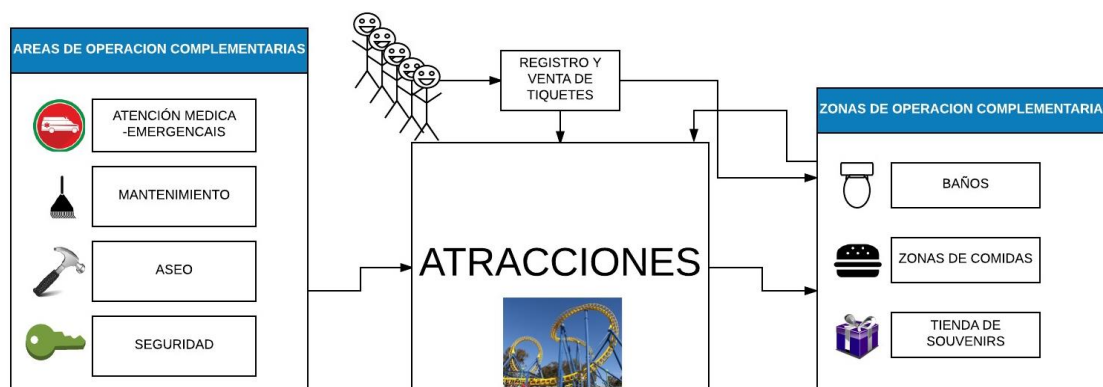 AREAS DE OPERACION COMPLEMENTARIAS
ATENCIÓN MEDICA
-EMERGENCAIS
MANTENIMIENTO
ASEO
SEGURIDAD
REGISTRO Y
VENTA DE
TIQUETES
ATRACCIONES
ZONAS DE OPERACION COMPLEMENTARIA
BAÑOS
ZONAS DE COMIDAS
TIENDA DE
SOUVENIRS